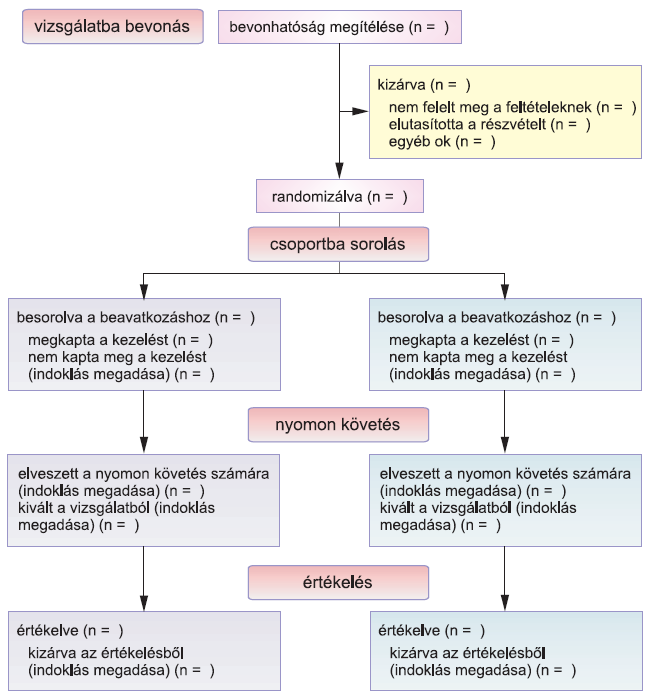 vizsgálatba bevonás
bevonhatóság megítélése (n =  )
kizárva (n =  )
nem felelt meg a feltételeknek (n =  )
elutasította a részvételt (n =  )
egyéb ok (n =  )
randomizálva (n =  )
csoportba sorolás
besorolva a beavatkozáshoz (n =  )
megkapta a kezelést (n =  )
nem kapta meg a kezelést
(indoklás megadása) (n =  )
besorolva a beavatkozáshoz (n =  )
megkapta a kezelést (n =  )
nem kapta meg a kezelést
(indoklás megadása) (n =  )
nyomon követés
elveszett a nyomon követés számára
(indoklás megadása) (n =  )
kivált a vizsgálatból (indoklás
megadása) (n =  )
elveszett a nyomon követés számára
(indoklás megadása) (n =  )
kivált a vizsgálatból (indoklás
megadása) (n =  )
értékelés
értékelve (n =  )
kizárva az értékelésből
(indoklás megadása) (n =  )
értékelve (n =  )
kizárva az értékelésből
(indoklás megadása) (n =  )